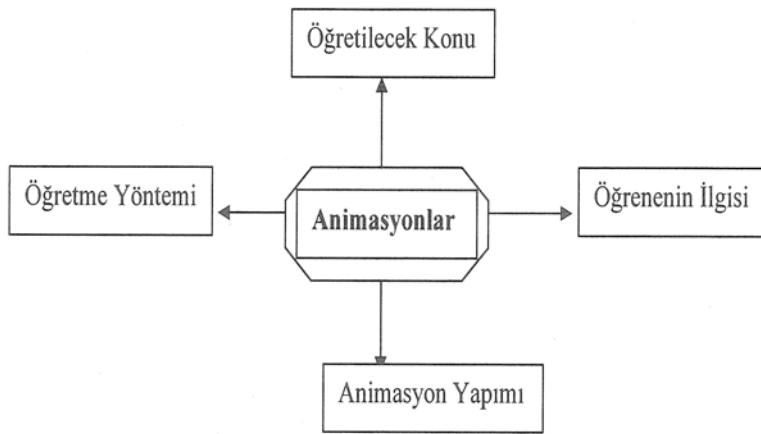 Öğretilecek Konu
Öğretme Yöntemi
Animasyonlar
Öğrenenin İlgisi
Animasyon Yapımı